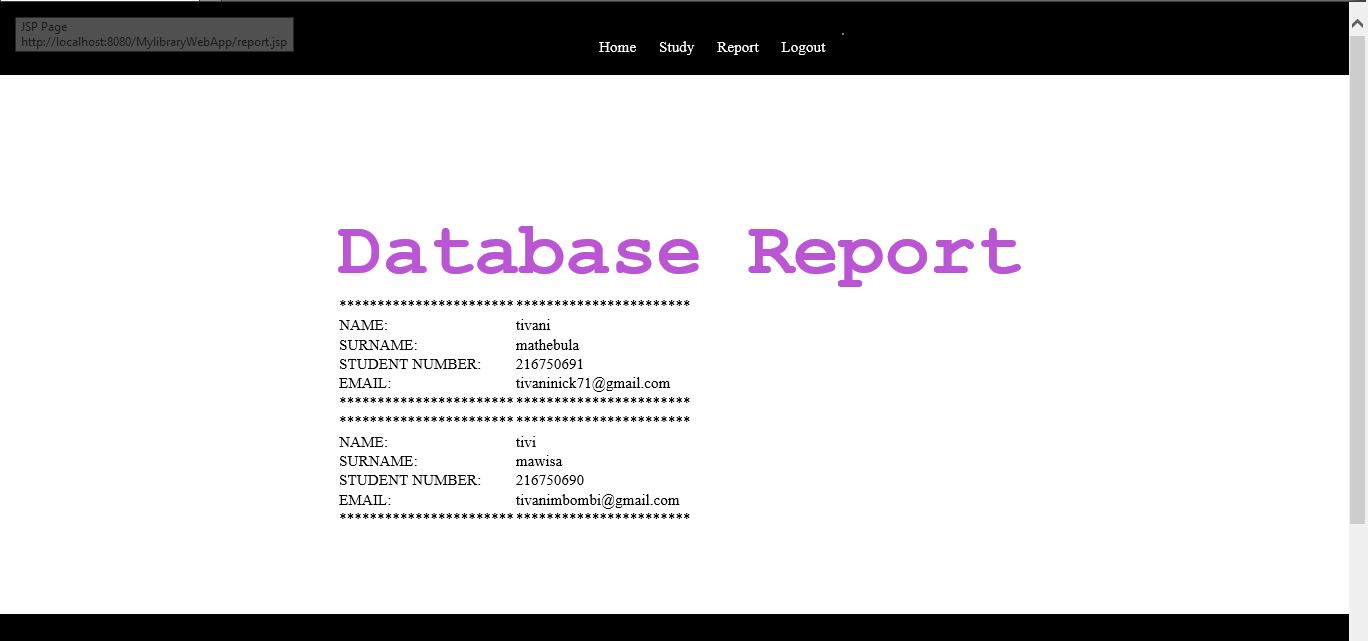 JSP Page
http://localhost:8080/MylibraryWebApp/report.jsp
Home Study Report Logout
Database Report
*********************** ***********************
NAME: tivani
SURNAME: mathebula
STUDENT NUMBER: 216750691
EMAIL: tivaninick71@gmail.com
*********************** ***********************
*********************** ***********************
NAME: tivi
SURNAME: mawisa
STUDENT NUMBER: 216750690
EMAIL: tivanimbombi@gmail.com
*********************** ***********************